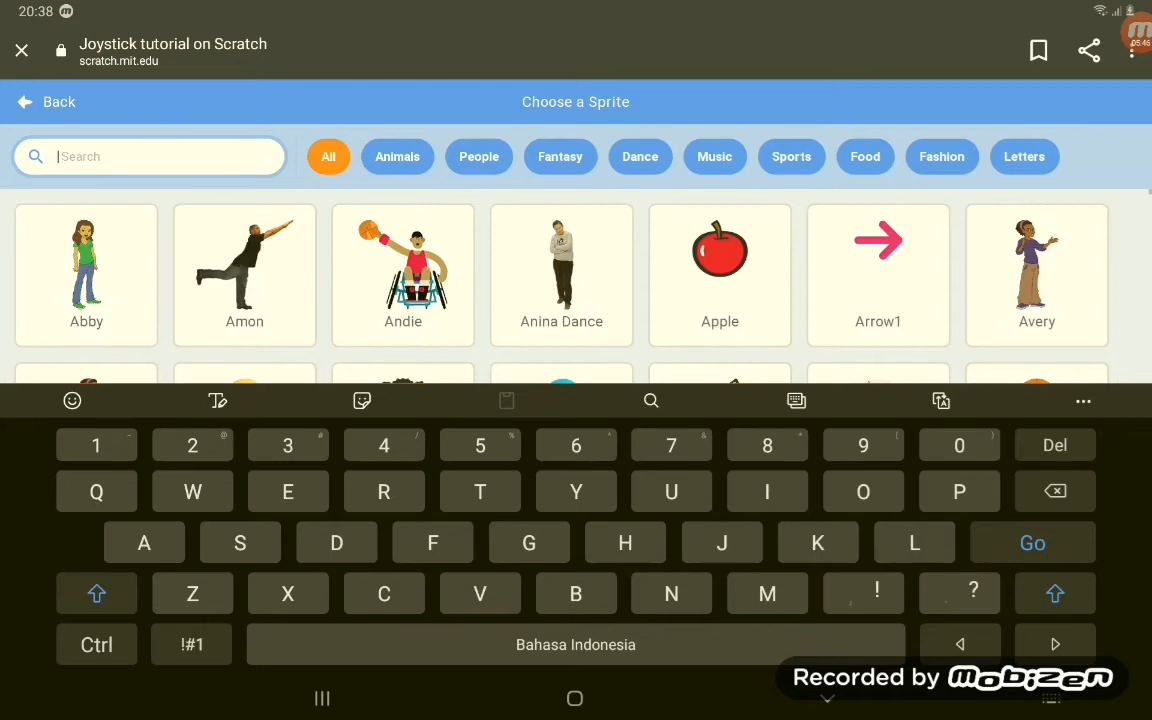 20:38
Joystick tutorial on Scratch
scratch.mit.edu
05:46
Back
Choose a Sprite
Search
All Animals People Fantasy Dance Music Sports Food Fashion Letters
Abby Amon Andie Anina Dance Apple Arrow1 Avery
1 2 3 4 5 6 7 8 9 0 Del
Q W E R T Y U I O P
A S D F G H J K L Go
Z X C V B N M ! ?
Ctrl !#1 Bahasa Indonesia
Recorded by mobizen